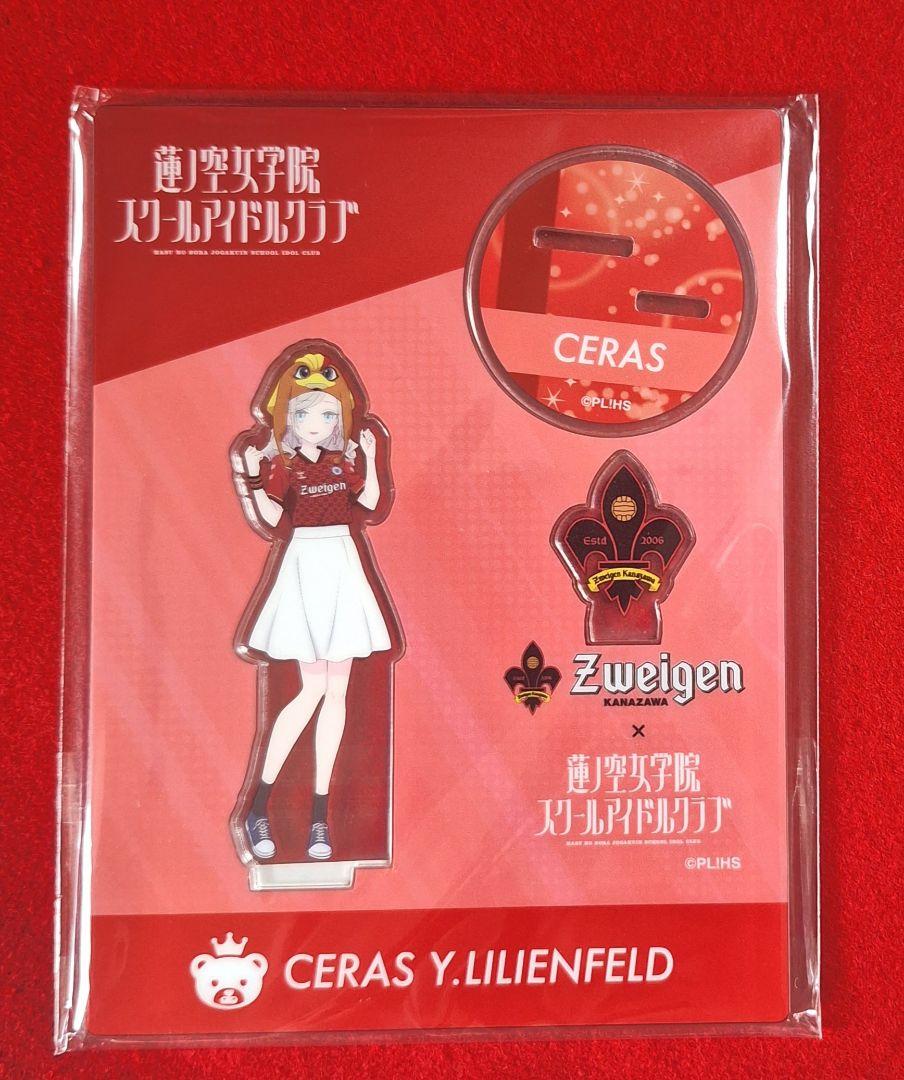 蓮ノ空女学院
スクールアイドルクラブ
HASU NO SORA JOGAKUIN SCHOOL IDOL CLUB
CERAS
©PL!HS
Zweigen
Estd 2006
Zweigen Kanazawa
Zweigen
KANAZAWA
×
蓮ノ空女学院
スクールアイドルクラブ
HASU NO SORA JOGAKUIN SCHOOL IDOL CLUB
©PL!HS
CERAS Y.LILIENFELD